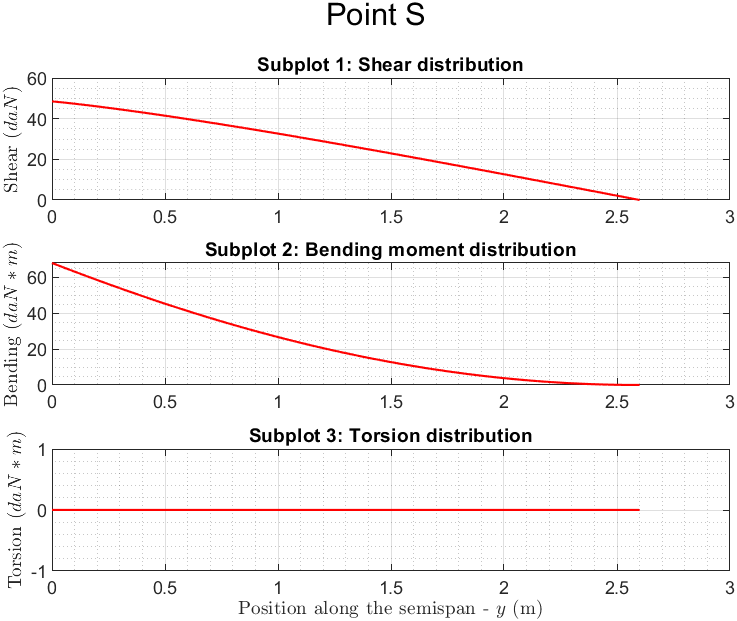 Point S
Subplot 1: Shear distribution
Shear (daN)
60
40
20
0
0 0.5 1 1.5 2 2.5 3
Subplot 2: Bending moment distribution
Bending (daN * m)
60
40
20
0
0 0.5 1 1.5 2 2.5 3
Subplot 3: Torsion distribution
Torsion (daN * m)
1
0
-1
0 0.5 1 1.5 2 2.5 3
Position along the semispan - y (m)